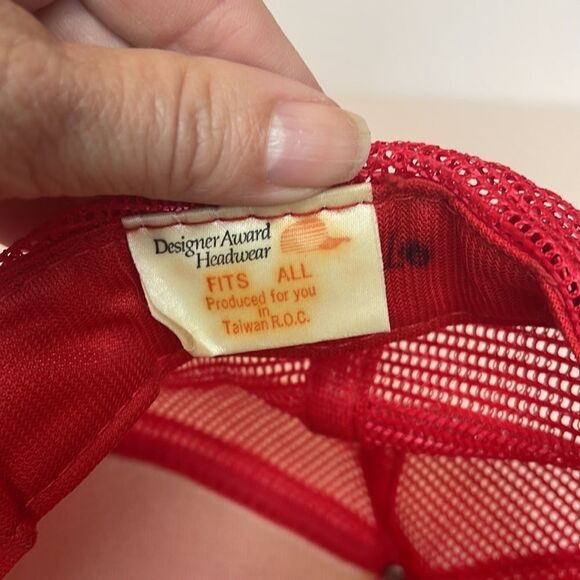 Designer Award
Headwear
FITS ALL
Produced for you
in
Taiwan R.O.C.